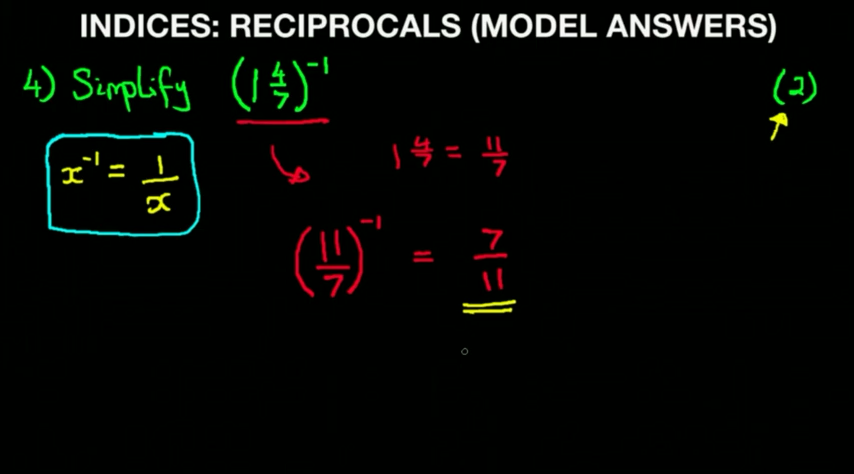 INDICES: RECIPROCALS (MODEL ANSWERS)
4) Simplify (1 4/7)⁻¹ (2)
x⁻¹ = 1/x
1 4/7 = 11/7
(11/7)⁻¹ = 7/11